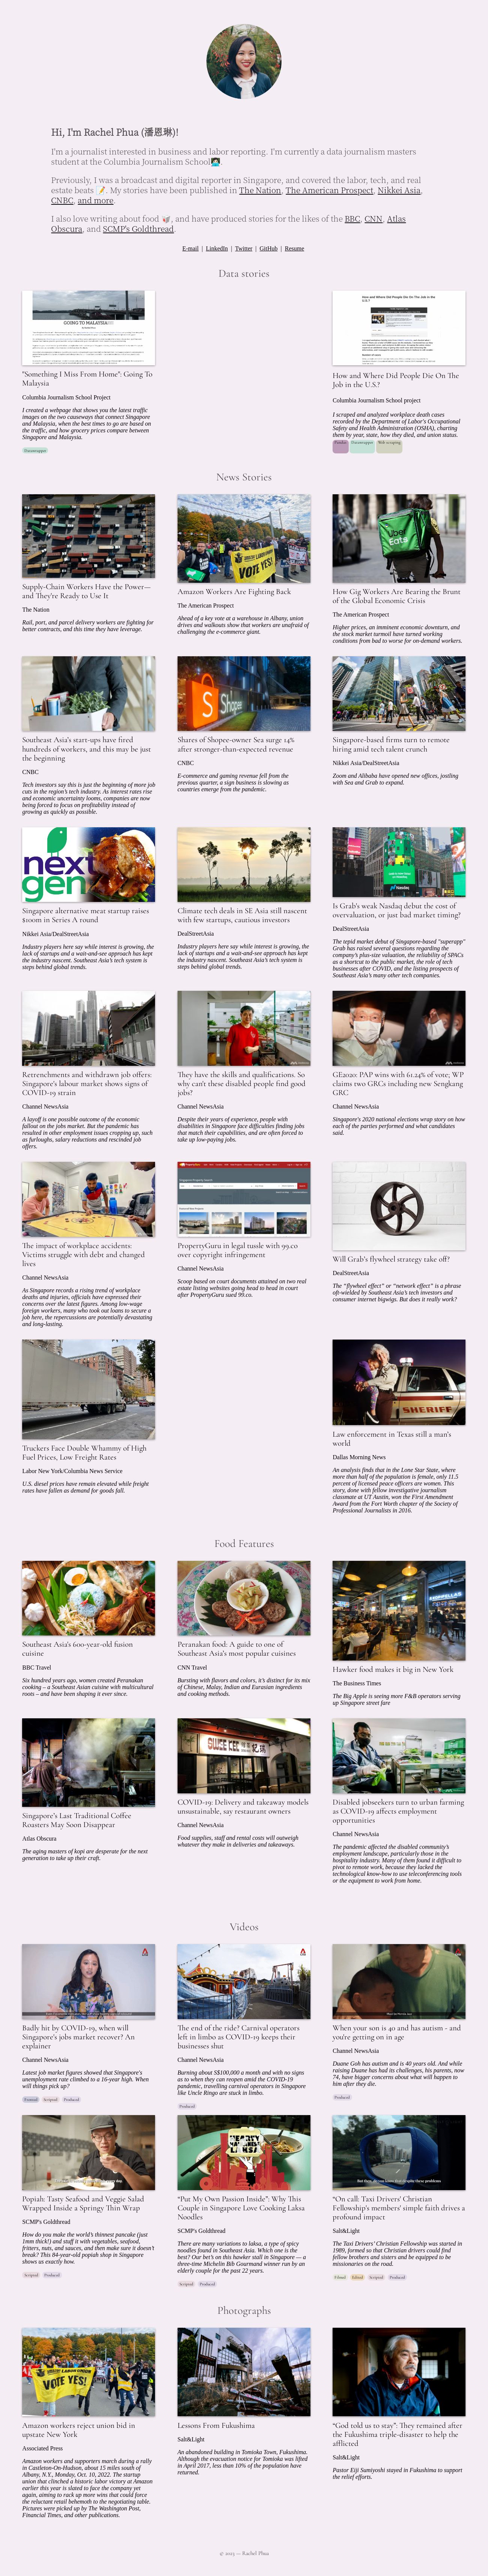 Hi, I'm Rachel Phua (潘恩琳)!
I'm a journalist interested in business and labor reporting. I'm currently a data journalism masters
student at the Columbia Journalism School
Previously, I was a broadcast and digital reporter in Singapore, and covered the labor, tech, and real
estate beats 📝. My stories have been published in The Nation, The American Prospect, Nikkei Asia,
CNBC, and more.
I also love writing about food 🥡, and have produced stories for the likes of the BBC, CNN, Atlas
Obscura, and SCMP's Goldthread.
E-mail | LinkedIn | Twitter | GitHub | Resume
Data stories
GOING TO MALAYSIA
"Something I Miss From Home": Going To
Malaysia
Columbia Journalism School Project
I created a webpage that shows you the latest traffic
images on the two causeways between Singapore
and Malaysia, when the best times to go are based on
the traffic, and how grocery prices compare between
Singapore and Malaysia.
Datawrapper
How and Where Did People Die On The Job in the
U.S.?
How and Where Did People Die On The
Job in the U.S.?
Columbia Journalism School project
I scraped and analyzed workplace death cases
recorded by the Department of Labor's Occupational
Safety and Health Administration (OSHA), charting
them by year, state, how they died, and union status.
Pandas Datawrapper Web scraping
News Stories
Supply-Chain Workers Have the Power—
and They're Ready to Use It
The Nation
Rail, port, and parcel delivery workers are fighting for
better contracts, and this time they have leverage.
VOTE YES!
Amazon Workers Are Fighting Back
The American Prospect
Ahead of a key vote at a warehouse in Albany, union
drives and walkouts show that workers are unafraid of
challenging the e-commerce giant.
Uber
Eats
How Gig Workers Are Bearing the Brunt
of the Global Economic Crisis
The American Prospect
Higher prices, an imminent economic downturn, and
the stock market turmoil have turned working
conditions from bad to worse for on-demand workers.
Southeast Asia's start-ups have fired
hundreds of workers, and this may be just
the beginning
CNBC
Tech investors say this is just the beginning of more job
cuts in the region's tech industry. As interest rates rise
and economic uncertainty looms, companies are now
being forced to focus on profitability instead of
growing as quickly as possible.
Shopee
Shares of Shopee-owner Sea surge 14%
after stronger-than-expected revenue
CNBC
E-commerce and gaming revenue fell from the
previous quarter, a sign business is slowing as
countries emerge from the pandemic.
Singapore-based firms turn to remote
hiring amid tech talent crunch
Nikkei Asia/DealStreetAsia
Zoom and Alibaba have opened new offices, jostling
with Sea and Grab to expand.
next
gen
Singapore alternative meat startup raises
$100m in Series A round
Nikkei Asia/DealStreetAsia
Industry players here say while interest is growing, the
lack of startups and a wait-and-see approach has kept
the industry nascent. Southeast Asia's tech system is
steps behind global trends.
Climate tech deals in SE Asia still nascent
with few startups, cautious investors
DealStreetAsia
Industry players here say while interest is growing, the
lack of startups and a wait-and-see approach has kept
the industry nascent. Southeast Asia's tech system is
steps behind global trends.
Nasdaq
Is Grab's weak Nasdaq debut the cost of
overvaluation, or just bad market timing?
DealStreetAsia
The tepid market debut of Singapore-based "superapp"
Grab has raised several questions regarding the
company's plus-size valuation, the reliability of SPACs
as a shortcut to the public market, the role of tech
businesses after COVID, and the listing prospects of
Southeast Asia's many other tech companies.
Retrenchments and withdrawn job offers:
Singapore's labour market shows signs of
COVID-19 strain
Channel NewsAsia
A layoff is one possible outcome of the economic
fallout on the jobs market. But the pandemic has
resulted in other employment issues cropping up, such
as furloughs, salary reductions and rescinded job
offers.
They have the skills and qualifications. So
why can't these disabled people find good
jobs?
Channel NewsAsia
Despite their years of experience, people with
disabilities in Singapore face difficulties finding jobs
that match their capabilities, and are often forced to
take up low-paying jobs.
GE2020: PAP wins with 61.24% of vote; WP
claims two GRCs including new Sengkang
GRC
Channel NewsAsia
Singapore's 2020 national elections wrap story on how
each of the parties performed and what candidates
said.
The impact of workplace accidents:
Victims struggle with debt and changed
lives
Channel NewsAsia
As Singapore records a rising trend of workplace
deaths and injuries, officials have expressed their
concerns over the latest figures. Among low-wage
foreign workers, many who took out loans to secure a
job here, the repercussions are potentially devastating
and long-lasting.
PropertyGuru in legal tussle with 99.co
over copyright infringement
Channel NewsAsia
Scoop based on court documents attained on two real
estate listing websites going head to head in court
after PropertyGuru sued 99.co.
Will Grab's flywheel strategy take off?
DealStreetAsia
The “flywheel effect” or “network effect” is a phrase
oft-wielded by Southeast Asia's tech investors and
consumer internet bigwigs. But does it really work?
Truckers Face Double Whammy of High
Fuel Prices, Low Freight Rates
Labor New York/Columbia News Service
U.S. diesel prices have remain elevated while freight
rates have fallen as demand for goods fall.
SHERIFF
Law enforcement in Texas still a man's
world
Dallas Morning News
An analysis finds that in the Lone Star State, where
more than half of the population is female, only 11.5
percent of licensed peace officers are women. This
story, done with fellow investigative journalism
classmate at UT Austin, won the First Amendment
Award from the Fort Worth chapter of the Society of
Professional Journalists in 2016.
Food Features
Southeast Asia's 600-year-old fusion
cuisine
BBC Travel
Six hundred years ago, women created Peranakan
cooking – a Southeast Asian cuisine with multicultural
roots – and have been shaping it ever since.
Peranakan food: A guide to one of
Southeast Asia's most popular cuisines
CNN Travel
Bursting with flavors and colors, it's distinct for its mix
of Chinese, Malay, Indian and Eurasian ingredients
and cooking methods.
Hawker food makes it big in New York
The Business Times
The Big Apple is seeing more F&B operators serving
up Singapore street fare
Singapore's Last Traditional Coffee
Roasters May Soon Disappear
Atlas Obscura
The aging masters of kopi are desperate for the next
generation to take up their craft.
GUIKEE
COVID-19: Delivery and takeaway models
unsustainable, say restaurant owners
Channel NewsAsia
Food supplies, staff and rental costs will outweigh
whatever they make in deliveries and takeaways.
Disabled jobseekers turn to urban farming
as COVID-19 affects employment
opportunities
Channel NewsAsia
The pandemic affected the disabled community's
employment landscape, particularly those in the
hospitality industry. Many of them found it difficult to
pivot to remote work, because they lacked the
technological know-how to use teleconferencing tools
or the equipment to work from home.
Videos
Badly hit by COVID-19, when will
Singapore's jobs market recover? An
explainer
Channel NewsAsia
Latest job market figures showed that Singapore's
unemployment rate climbed to a 16-year high. When
will things pick up?
Scripted Produced
The end of the ride? Carnival operators
left in limbo as COVID-19 keeps their
businesses shut
Channel NewsAsia
Burning about S$100,000 a month and with no signs
as to when they can reopen amid the COVID-19
pandemic, travelling carnival operators in Singapore
like Uncle Ringo are stuck in limbo.
Produced
When your son is 40 and has autism - and
you're getting on in age
Channel NewsAsia
Duane Goh has autism and is 40 years old. And while
raising Duane has had its challenges, his parents, now
74, have bigger concerns about what will happen to
him after they die.
Produced
Popiah: Tasty Seafood and Veggie Salad
Wrapped Inside a Springy Thin Wrap
SCMP's Goldthread
How do you make the world's thinnest pancake (just
1mm thick!) and stuff it with vegetables, seafood,
fritters, nuts, and sauces, and then make sure it doesn't
break? This 84-year-old popiah shop in Singapore
shows us exactly how.
Scripted Produced
“Put My Own Passion Inside”: Why This
Couple in Singapore Love Cooking Laksa
Noodles
SCMP's Goldthread
There are many variations to laksa, a type of spicy
noodles found in Southeast Asia. Which one is the
best? Our bet's on this hawker stall in Singapore — a
three-time Michelin Bib Gourmand winner run by an
elderly couple for the past 22 years.
Scripted Produced
“On call: Taxi Drivers' Christian
Fellowship's members' simple faith drives a
profound impact
Salt&Light
The Taxi Drivers' Christian Fellowship was started in
1989, formed so that Christian drivers could find
fellow brothers and sisters and be equipped to be
missionaries on the road.
Filmed Edited Scripted Produced
Photographs
VOTE YES!
Amazon workers reject union bid in
upstate New York
Associated Press
Amazon workers and supporters march during a rally
in Castleton-On-Hudson, about 15 miles south of
Albany, N.Y., Monday, Oct. 10, 2022. The startup
union that clinched a historic labor victory at Amazon
earlier this year is slated to face the company yet
again, aiming to rack up more wins that could force
the reluctant retail behemoth to the negotiating table.
Pictures were picked up by The Washington Post,
Financial Times, and other publications.
Lessons From Fukushima
Salt&Light
An abandoned building in Tomioka Town, Fukushima.
Although the evacuation notice for Tomioka was lifted
in April 2017, less than 10% of the population have
returned.
“God told us to stay”: They remained after
the Fukushima triple-disaster to help the
afflicted
Salt&Light
Pastor Eiji Sumiyoshi stayed in Fukushima to support
the relief efforts.
© 2023 — Rachel Phua